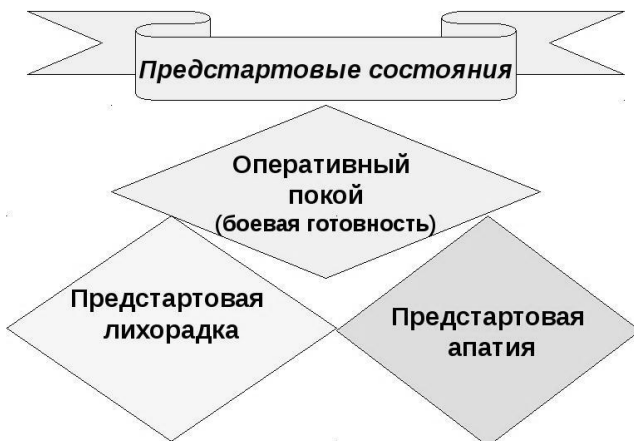 Предстартовые состояния
Оперативный
покой
(боевая готовность)
Предстартовая
лихорадка
Предстартовая
апатия